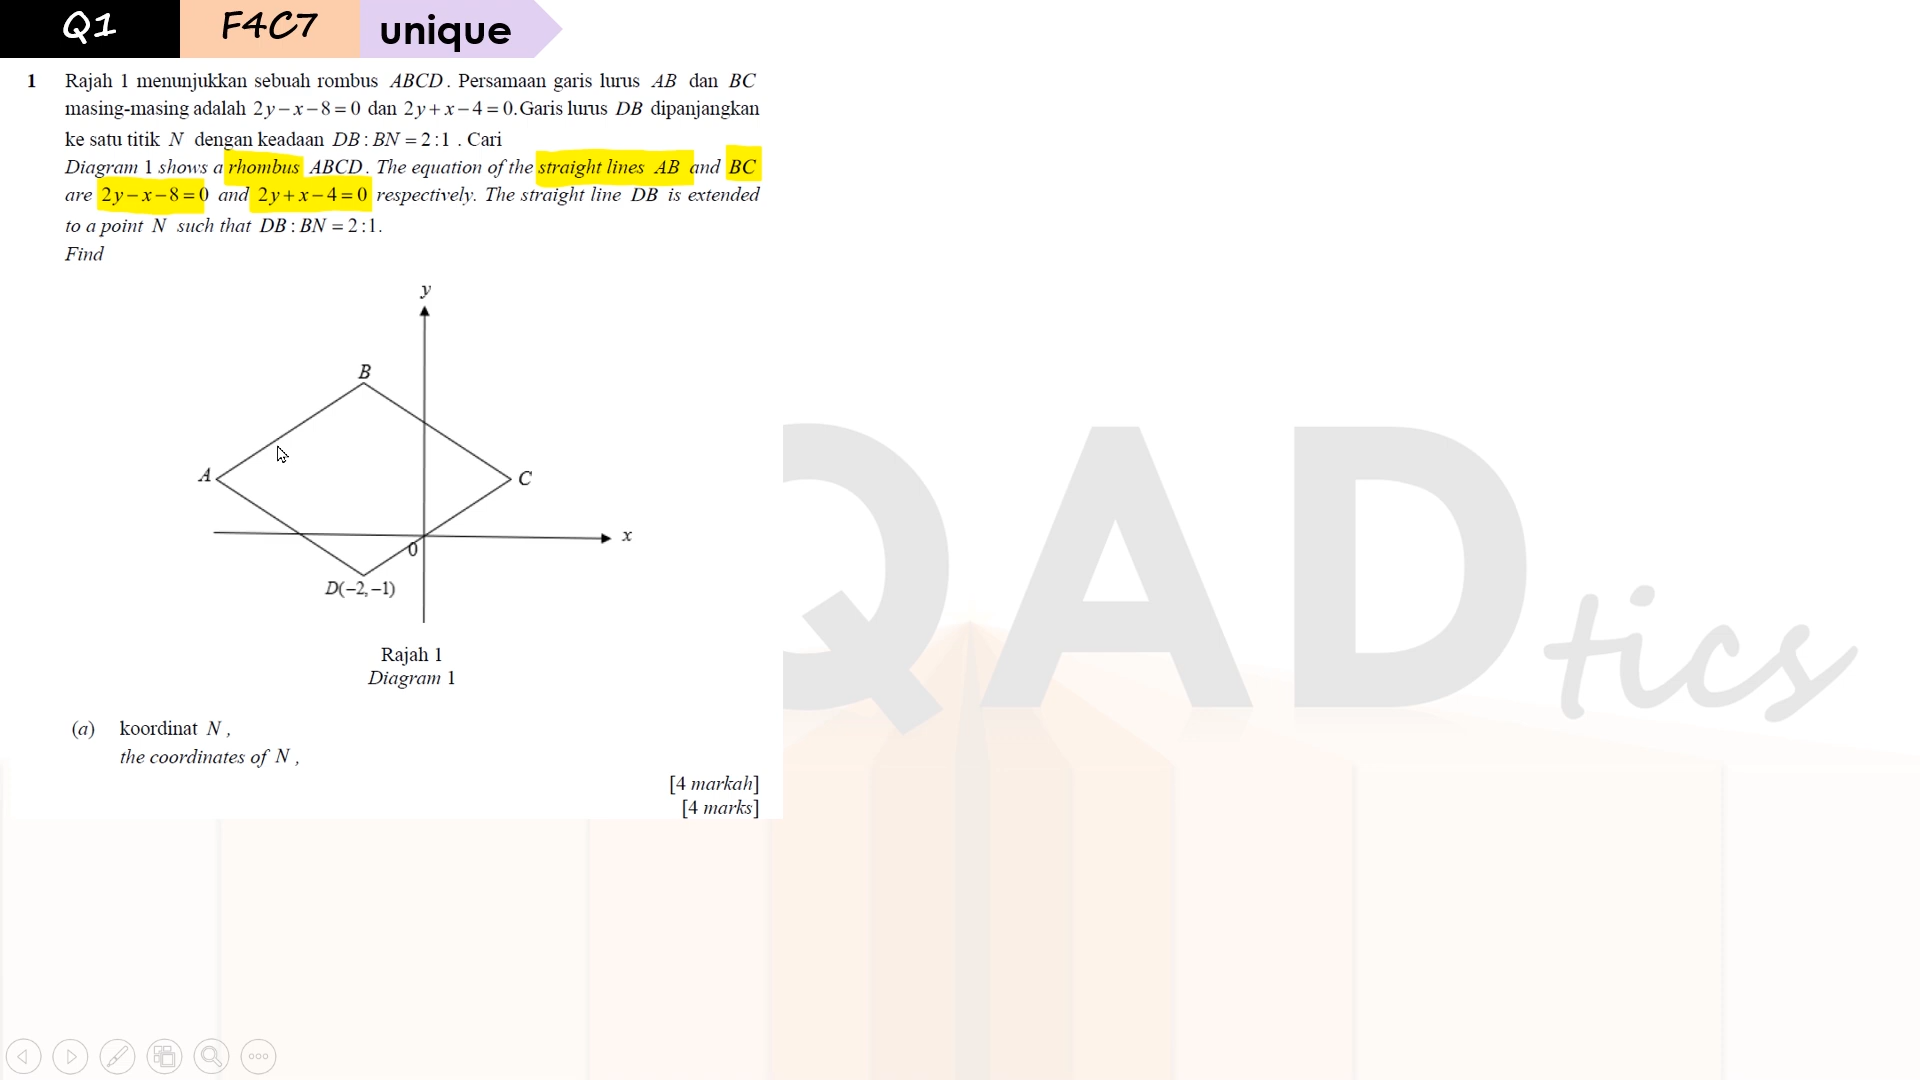 Q1 F4C7 unique
1 Rajah 1 menunjukkan sebuah rombus ABCD. Persamaan garis lurus AB dan BC
masing-masing adalah 2y−x−8=0 dan 2y+x−4=0.Garis lurus DB dipanjangkan
ke satu titik N dengan keadaan DB:BN=2:1. Cari
Diagram 1 shows a rhombus ABCD. The equation of the straight lines AB and BC
are 2y−x−8=0 and 2y+x−4=0 respectively. The straight line DB is extended
to a point N such that DB:BN=2:1.
Find
y
B
A
C
x
0
D(−2,−1)
Rajah 1
Diagram 1
(a) koordinat N,
the coordinates of N,
[4 markah]
[4 marks]
QADtics